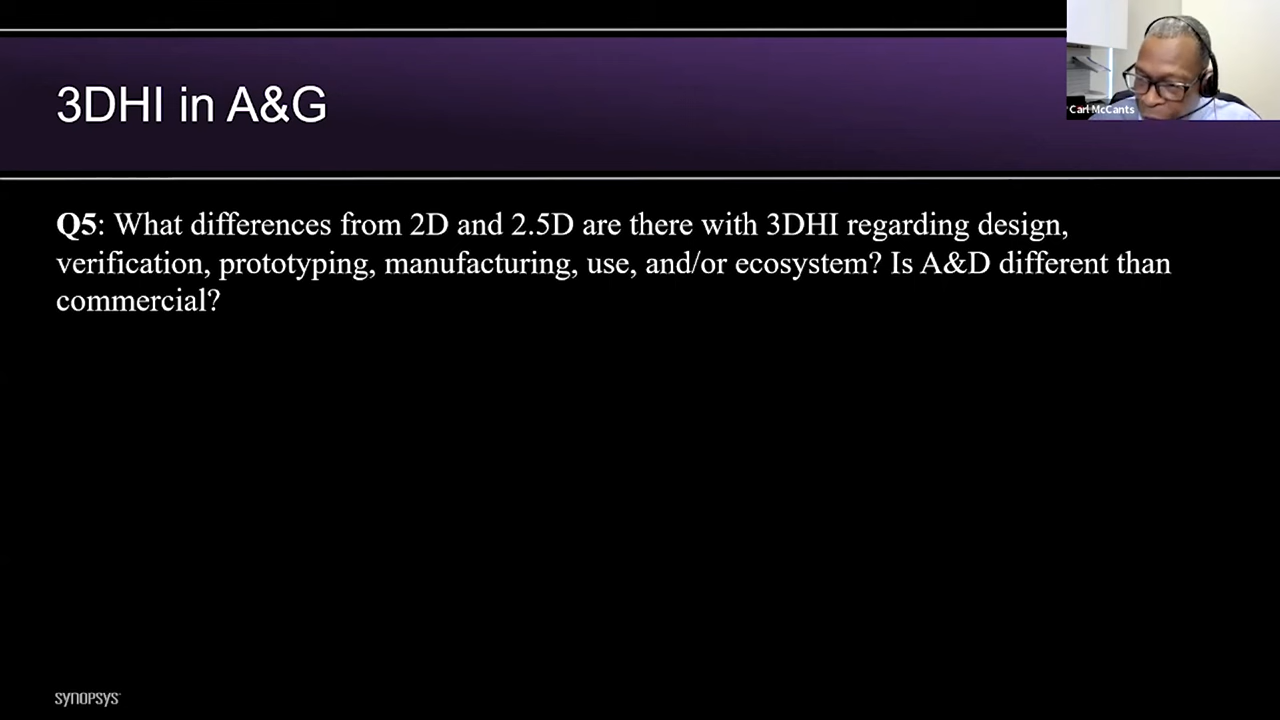 3DHI in A&G
Carl McCants
Q5: What differences from 2D and 2.5D are there with 3DHI regarding design,
verification, prototyping, manufacturing, use, and/or ecosystem? Is A&D different than
commercial?
SYNOPSYS